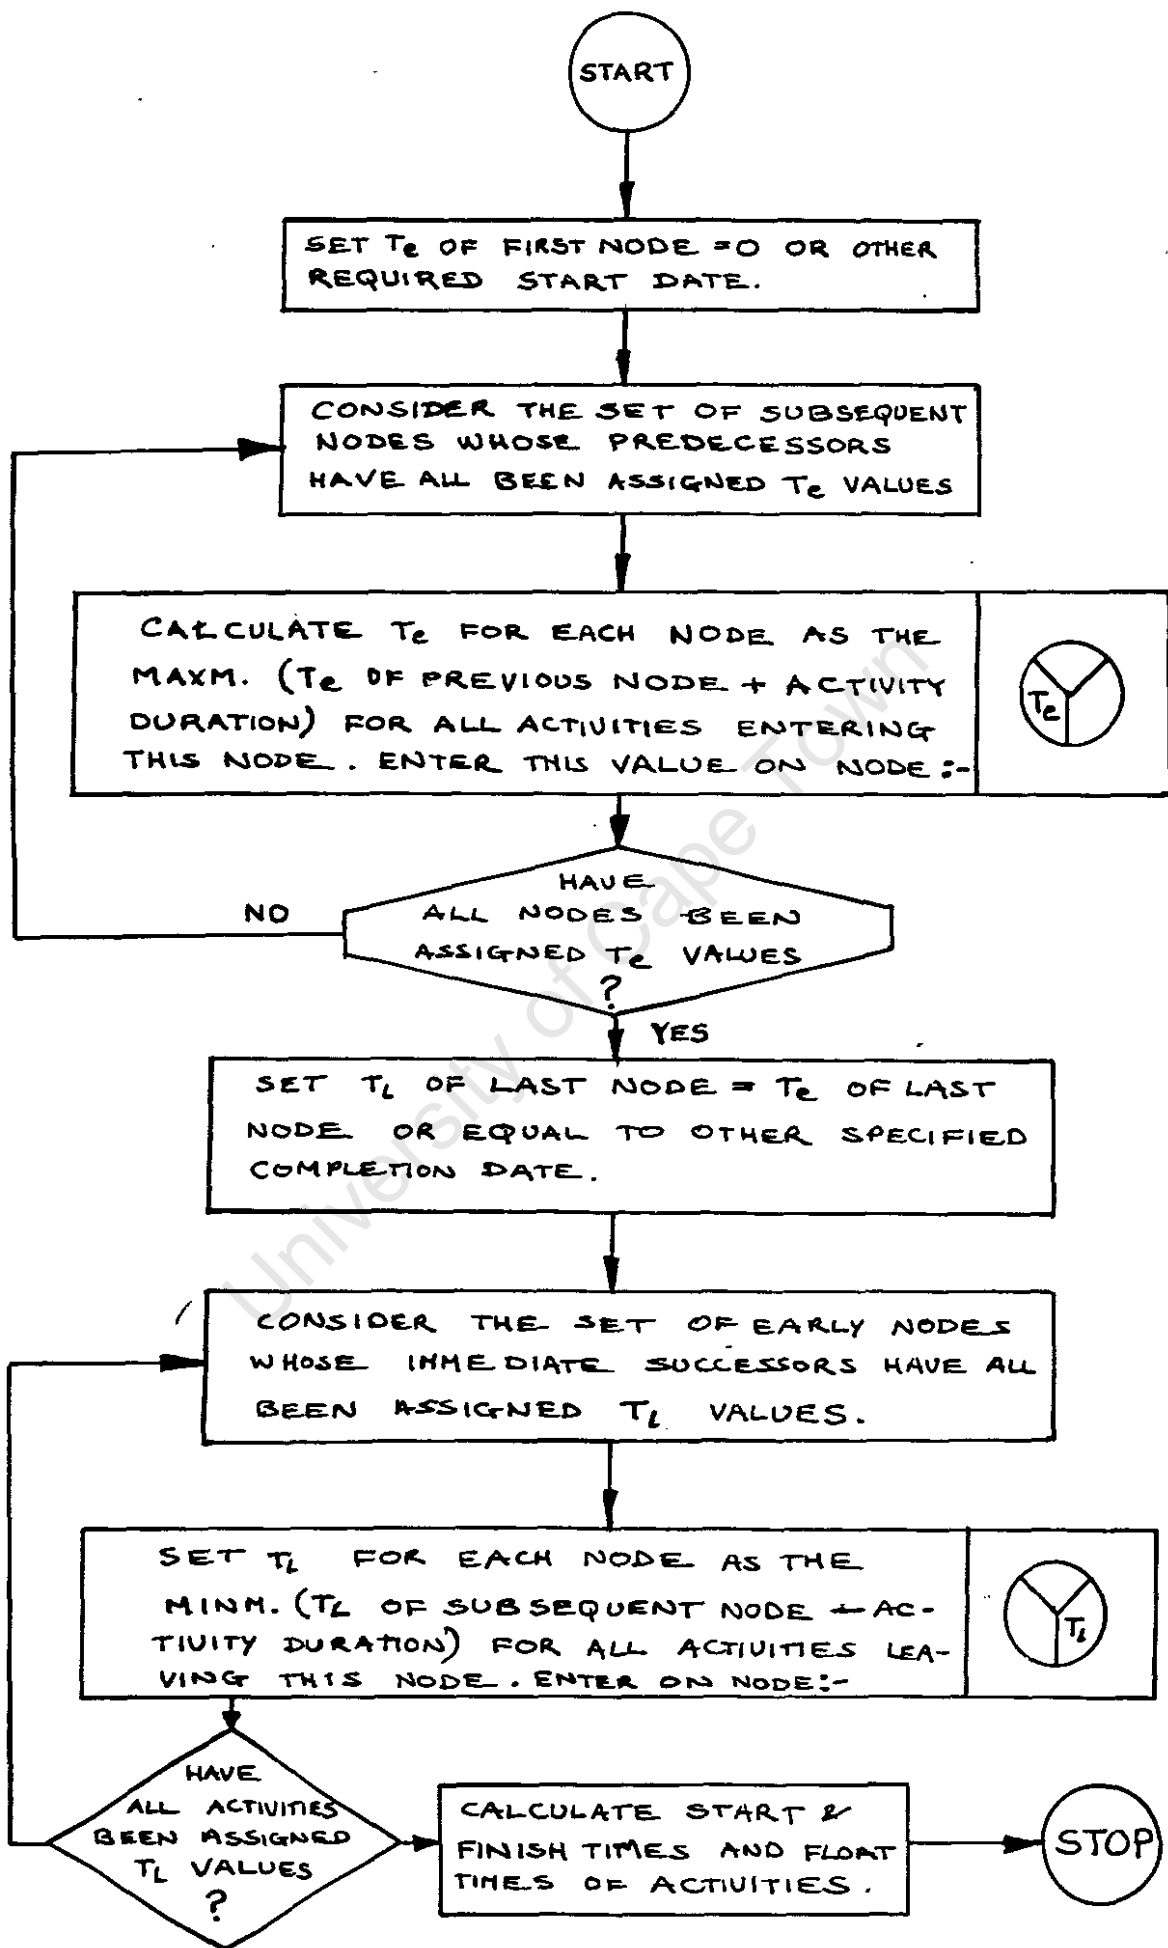 START
SET Te OF FIRST NODE =0 OR OTHER
REQUIRED START DATE.
CONSIDER THE SET OF SUBSEQUENT
NODES WHOSE PREDECESSORS
HAVE ALL BEEN ASSIGNED Te VALUES
CALCULATE Te FOR EACH NODE AS THE
MAXM. (Te OF PREVIOUS NODE + ACTIVITY
DURATION) FOR ALL ACTIVITIES ENTERING
THIS NODE. ENTER THIS VALUE ON NODE:-
Te
HAVE
ALL NODES BEEN
ASSIGNED Te VALUES
?
NO
YES
SET TL OF LAST NODE = Te OF LAST
NODE OR EQUAL TO OTHER SPECIFIED
COMPLETION DATE.
CONSIDER THE SET OF EARLY NODES
WHOSE IMMEDIATE SUCCESSORS HAVE ALL
BEEN ASSIGNED TL VALUES.
SET TL FOR EACH NODE AS THE
MINM. (TL OF SUBSEQUENT NODE - AC-
TIVITY DURATION) FOR ALL ACTIVITIES LEA-
VING THIS NODE. ENTER ON NODE:-
TL
HAVE
ALL ACTIVITIES
BEEN ASSIGNED
TL VALUES
?
CALCULATE START &
FINISH TIMES AND FLOAT
TIMES OF ACTIVITIES.
STOP
University of Cape Town